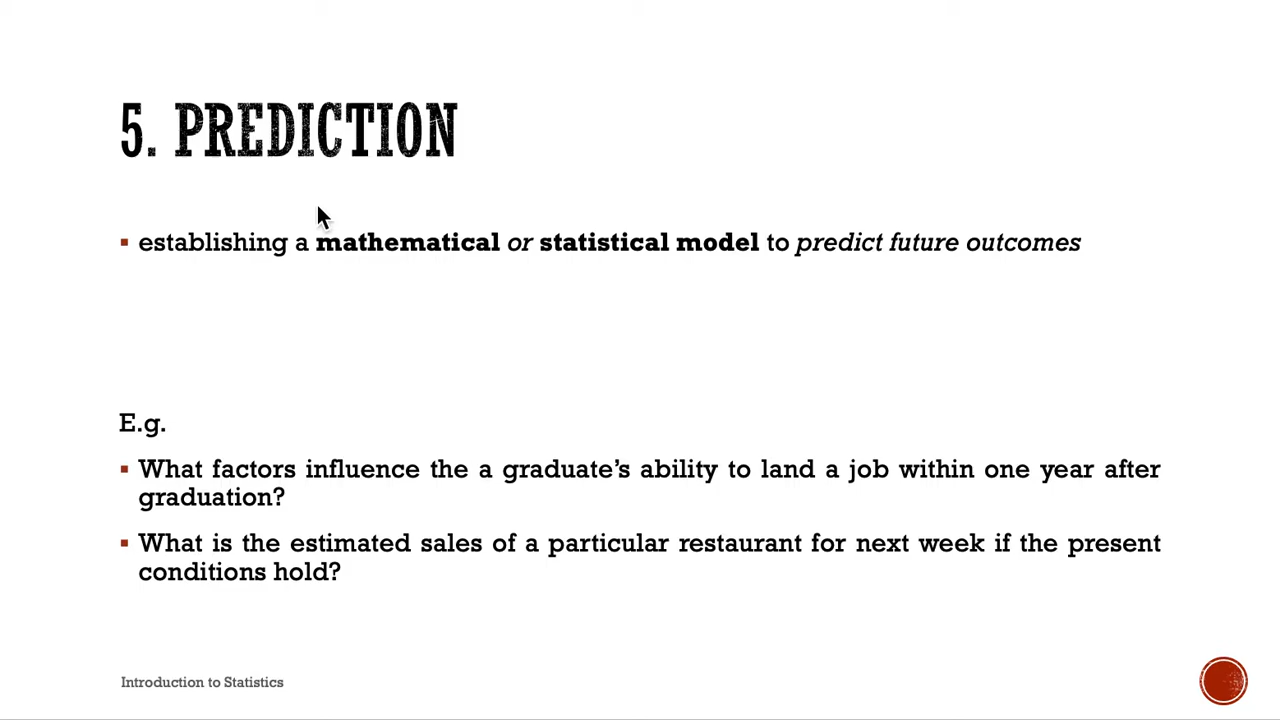 5. PREDICTION
▪ establishing a mathematical or statistical model to predict future outcomes
E.g.
▪ What factors influence the a graduate’s ability to land a job within one year after
graduation?
▪ What is the estimated sales of a particular restaurant for next week if the present
conditions hold?
Introduction to Statistics